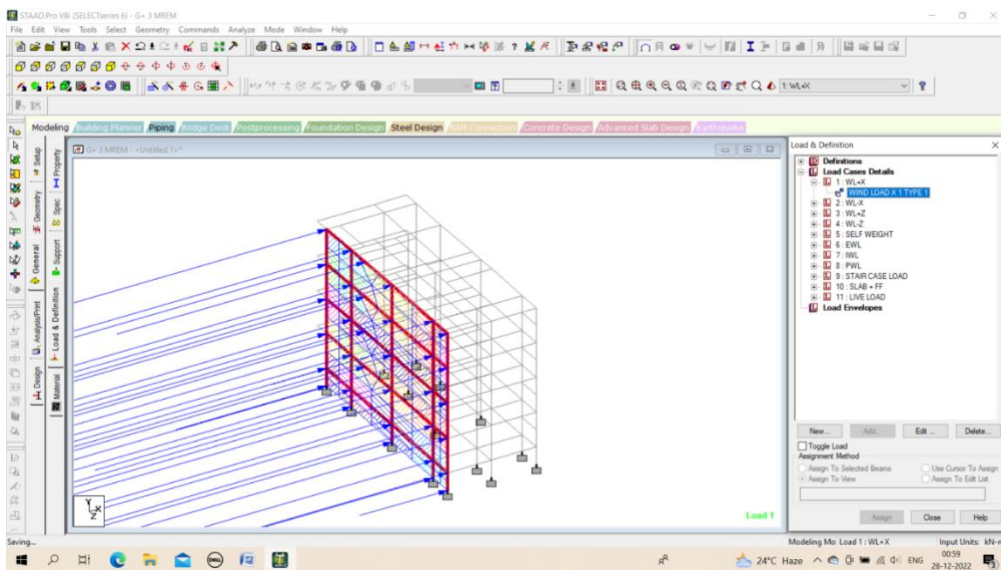 STAAD.Pro V8i (SELECTseries 6) - G+ 3 MREM
File Edit View Tools Select Geometry Commands Analyze Mode Window Help
1: WL+X
Modeling Building Planner Piping Bridge Deck Postprocessing Foundation Design Steel Design RAM Connection Concrete Design Advanced Slab Design Earthquake
Setup
Geometry
General
Analysis/Print
Design
Property
Spec
Support
Load & Definition
Material
G+ 3 MREM - <Untitled 1>*
Y
X
Z
Load 1
Load & Definition
Definitions
Load Cases Details
1 : WL+X
WIND LOAD X 1 TYPE 1
2 : WL-X
3 : WL+Z
4 : WL-Z
5 : SELF WEIGHT
6 : EWL
7 : IWL
8 : PWL
9 : STAIR CASE LOAD
10 : SLAB + FF
11 : LIVE LOAD
Load Envelopes
New... Add... Edit ... Delete...
Toggle Load
Assignment Method
Assign To Selected Beams Use Cursor To Assign
Assign To View Assign To Edit List
Assign Close Help
Saving... Modeling Mo Load 1 : WL+X Input Units: kN-m
DELL 24°C Haze ENG 00:59
28-12-2022